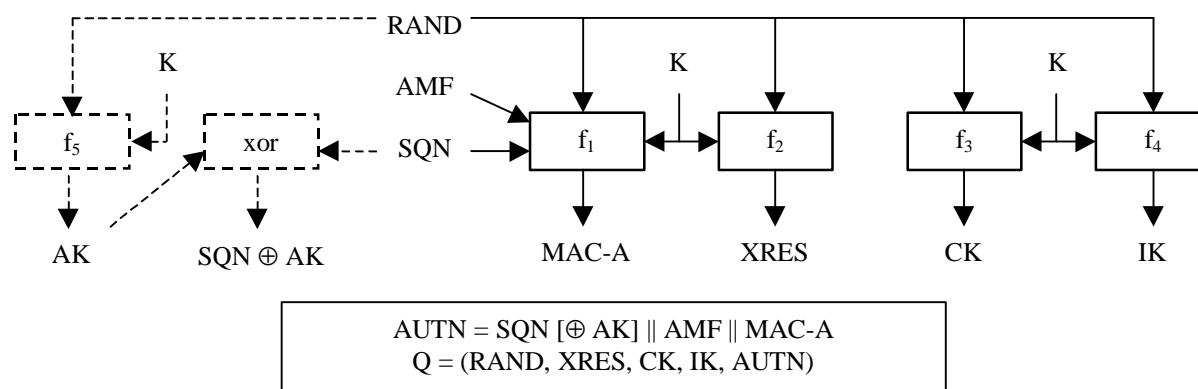 RAND
K
K
K
AMF
f₅
xor
SQN
f₁
f₂
f₃
f₄
AK
SQN ⊕ AK
MAC-A
XRES
CK
IK
AUTN = SQN [⊕ AK] || AMF || MAC-A
Q = (RAND, XRES, CK, IK, AUTN)